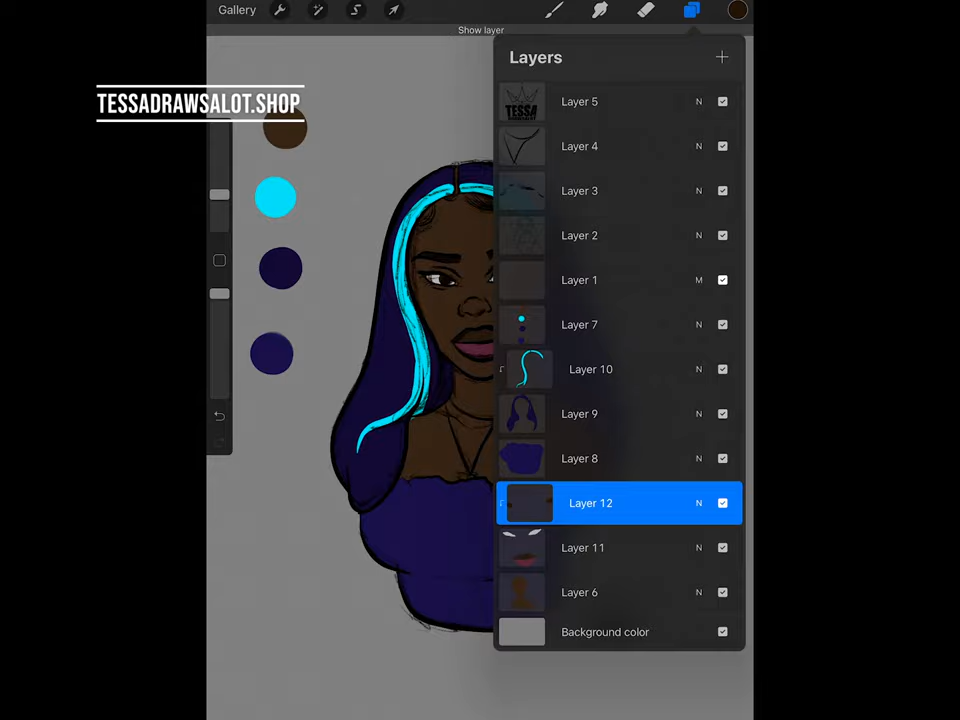 Gallery
Show layer
Layers
TESSADRAWSALOT.SHOP
TESSA
Layer 5 N
Layer 4 N
Layer 3 N
Layer 2 N
Layer 1 M
Layer 7 N
Layer 10 N
Layer 9 N
Layer 8 N
Layer 12 N
Layer 11 N
Layer 6 N
Background color